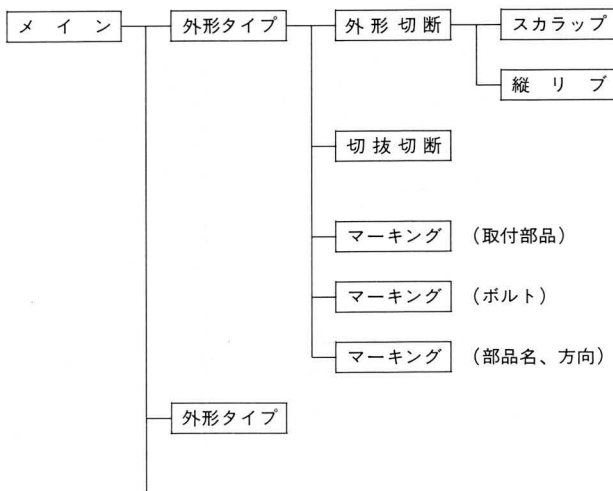 メイン 外形タイプ 外形切断 スカラップ
縦リブ
切抜切断
マーキング (取付部品)
マーキング (ボルト)
マーキング (部品名、方向)
外形タイプ